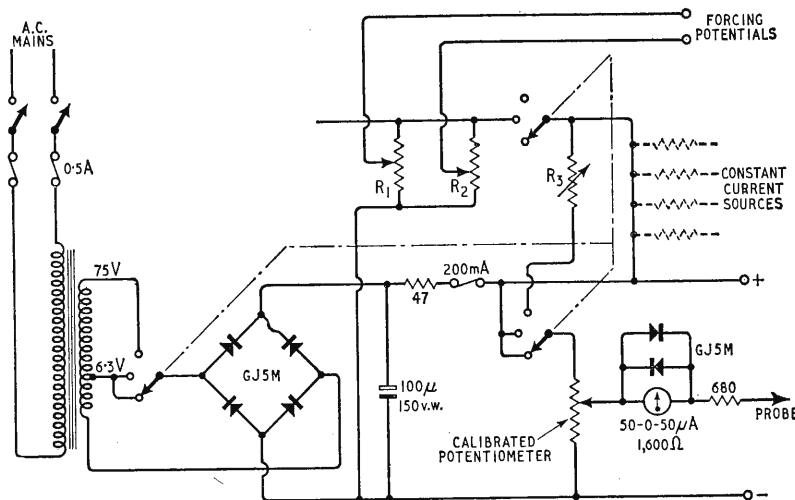 A.C.
MAINS
FORCING
POTENTIALS
0·5A
R1
R2
R3
CONSTANT
CURRENT
SOURCES
75V
200mA
47
+
6·3V
GJ5M
GJ5M
100μ
150 v.w.
680
PROBE
50-0-50μA
1,600Ω
CALIBRATED
POTENTIOMETER
−